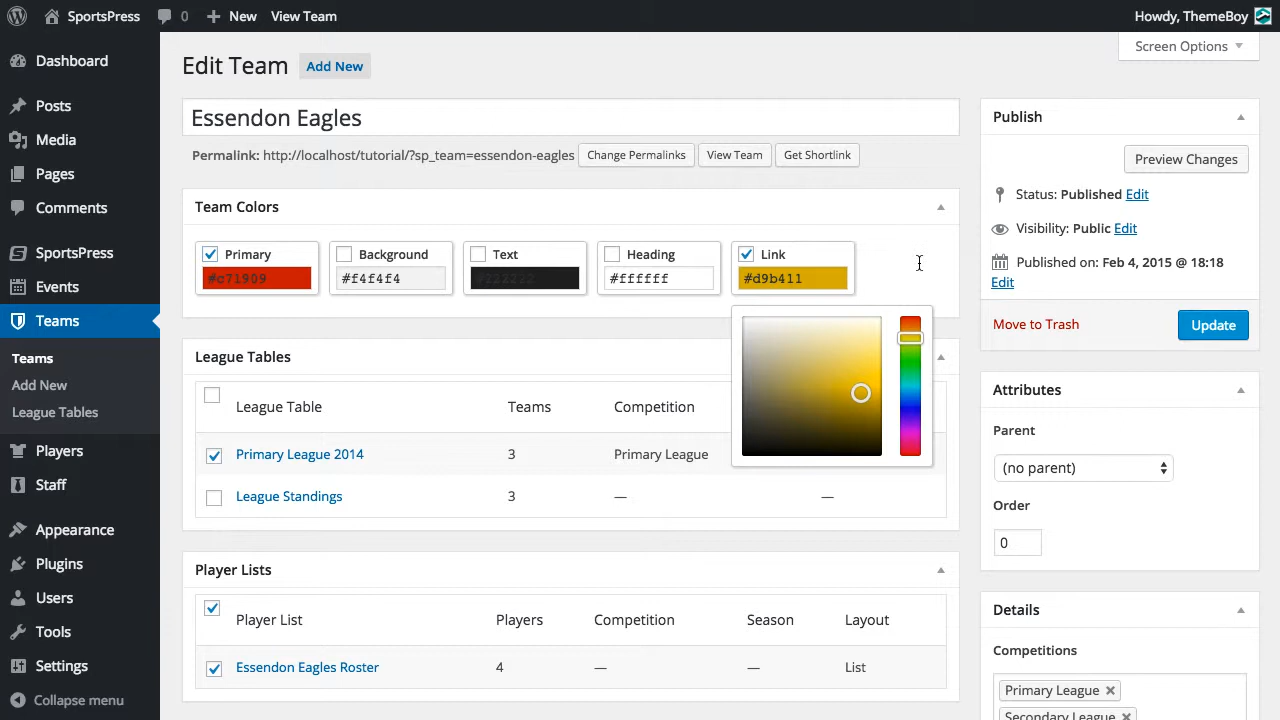 SportsPress 0 New View Team Howdy, ThemeBoy
Screen Options
Dashboard
Posts
Media
Pages
Comments
SportsPress
Events
Teams
Teams
Add New
League Tables
Players
Staff
Appearance
Plugins
Users
Tools
Settings
Collapse menu
Edit Team Add New
Essendon Eagles
Permalink: http://localhost/tutorial/?sp_team=essendon-eagles Change Permalinks View Team Get Shortlink
Team Colors
Primary Background Text Heading Link
#c71909 #f4f4f4 #222222 #ffffff #d9b411
League Tables
League Table Teams Competition
Primary League 2014 3 Primary League
League Standings 3 — —
Player Lists
Player List Players Competition Season Layout
Essendon Eagles Roster 4 — — List
Publish
Preview Changes
Status: Published Edit
Visibility: Public Edit
Published on: Feb 4, 2015 @ 18:18
Edit
Move to Trash Update
Attributes
Parent
(no parent)
Order
0
Details
Competitions
Primary League
Secondary League